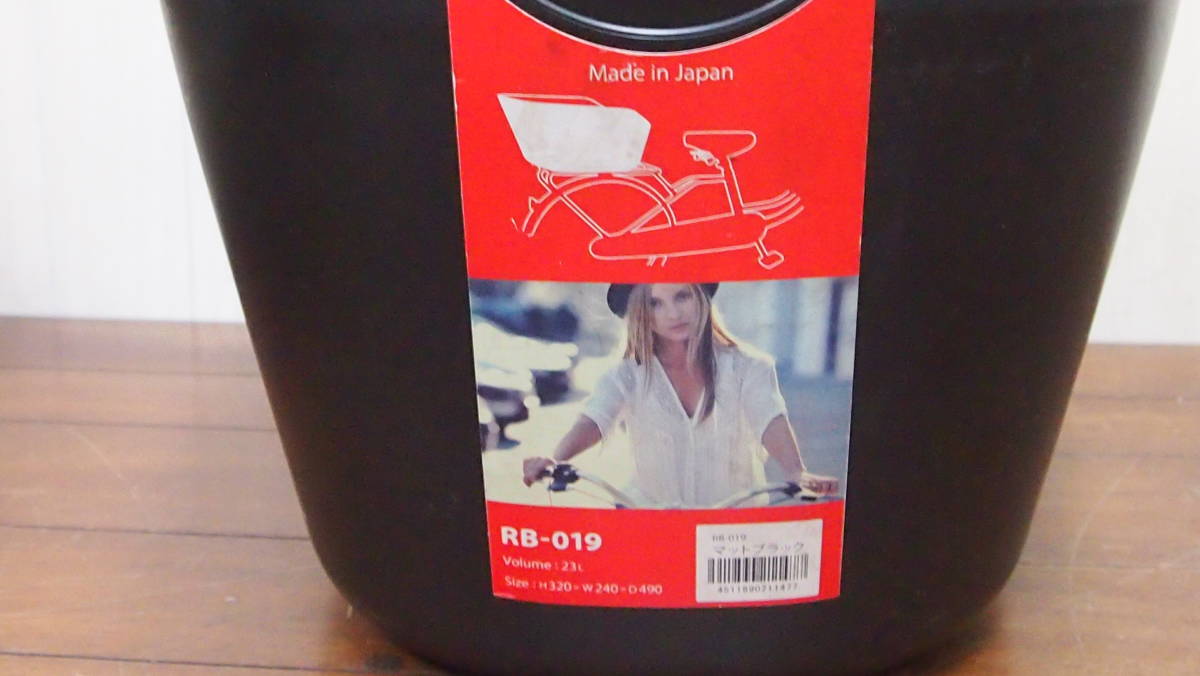 Made in Japan
RB-019
Volume : 23L
Size : H320-W240-D490
RB-019
マットブラック
4511890211477